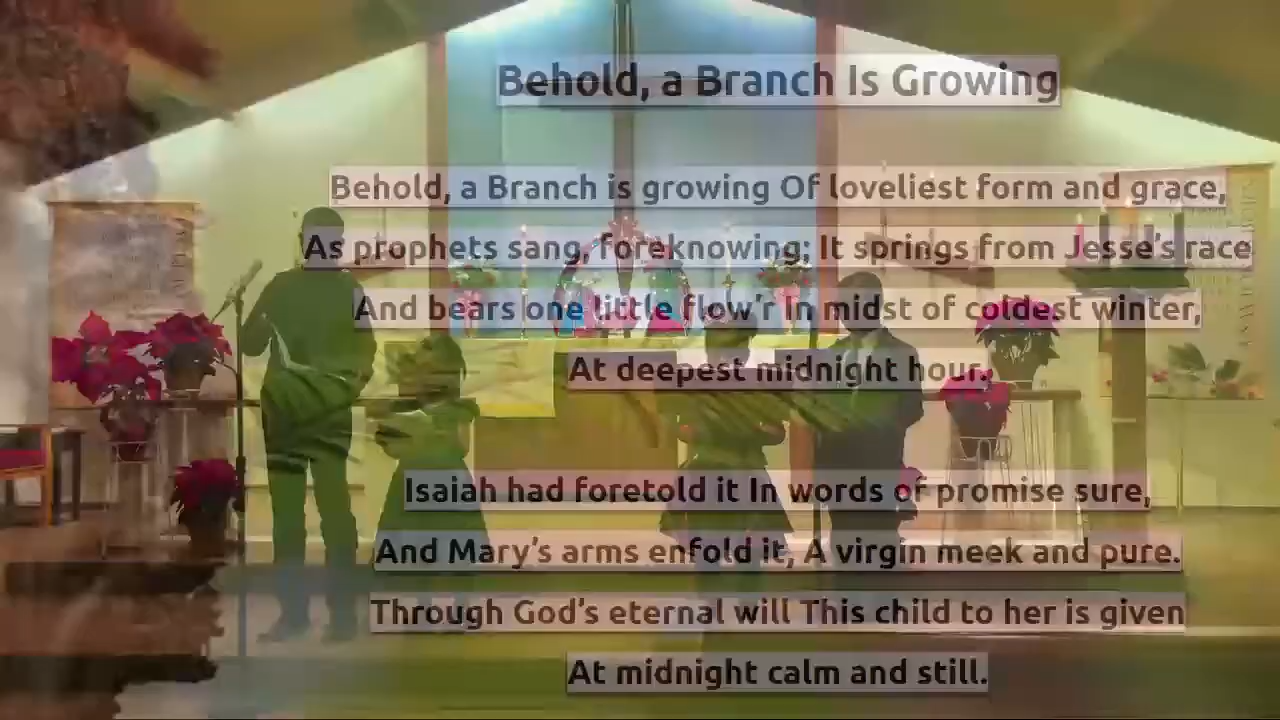 Behold, a Branch Is Growing
Behold, a Branch is growing Of loveliest form and grace,
As prophets sang, foreknowing; It springs from Jesse's race
And bears one little flow'r in midst of coldest winter,
At deepest midnight hour.
Isaiah had foretold it In words of promise sure,
And Mary's arms enfold it, A virgin meek and pure.
Through God's eternal will This child to her is given
At midnight calm and still.